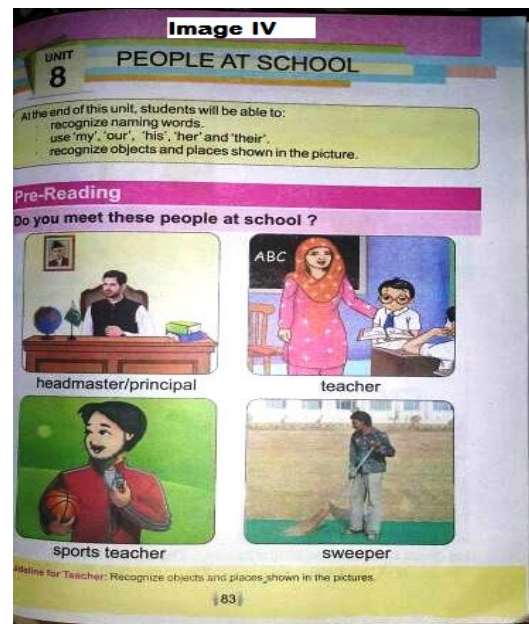 Image IV
UNIT
8
PEOPLE AT SCHOOL
At the end of this unit, students will be able to:
· recognize naming words.
· use 'my', 'our', 'his', 'her' and 'their'.
· recognize objects and places shown in the picture.
Pre-Reading
Do you meet these people at school ?
ABC
headmaster/principal
teacher
sports teacher
sweeper
Guideline for Teacher: Recognize objects and places shown in the pictures.
83